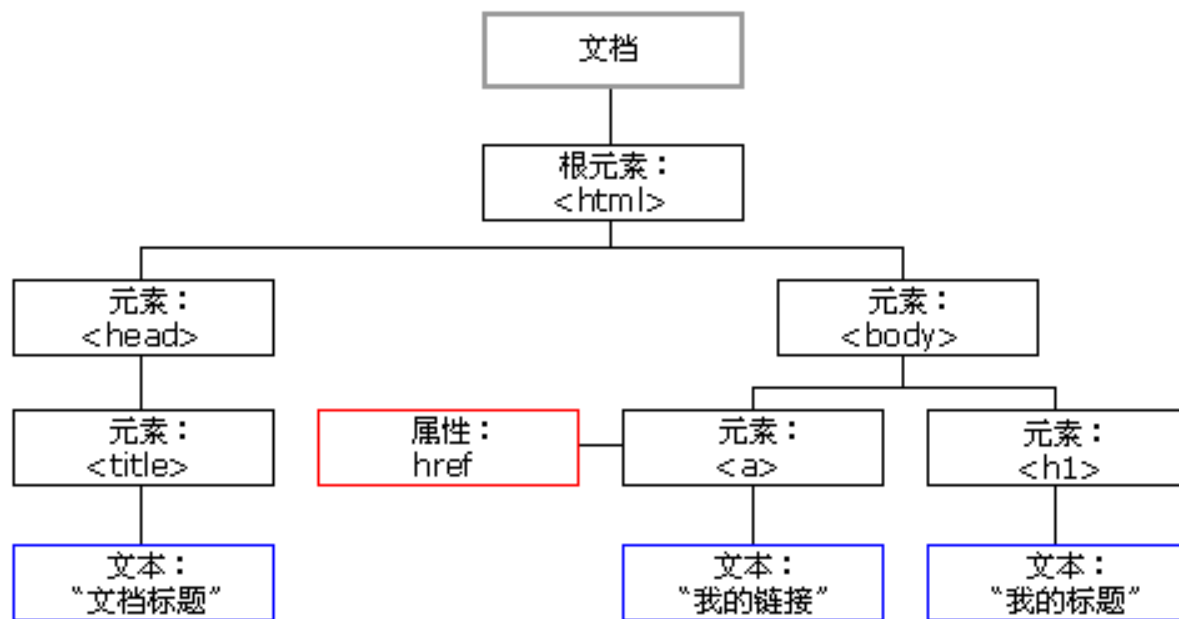 文档
根元素：
<html>
元素：
<head>
元素：
<body>
元素：
<title>
属性：
href
元素：
<a>
元素：
<h1>
文本：
“文档标题”
文本：
“我的链接”
文本：
“我的标题”